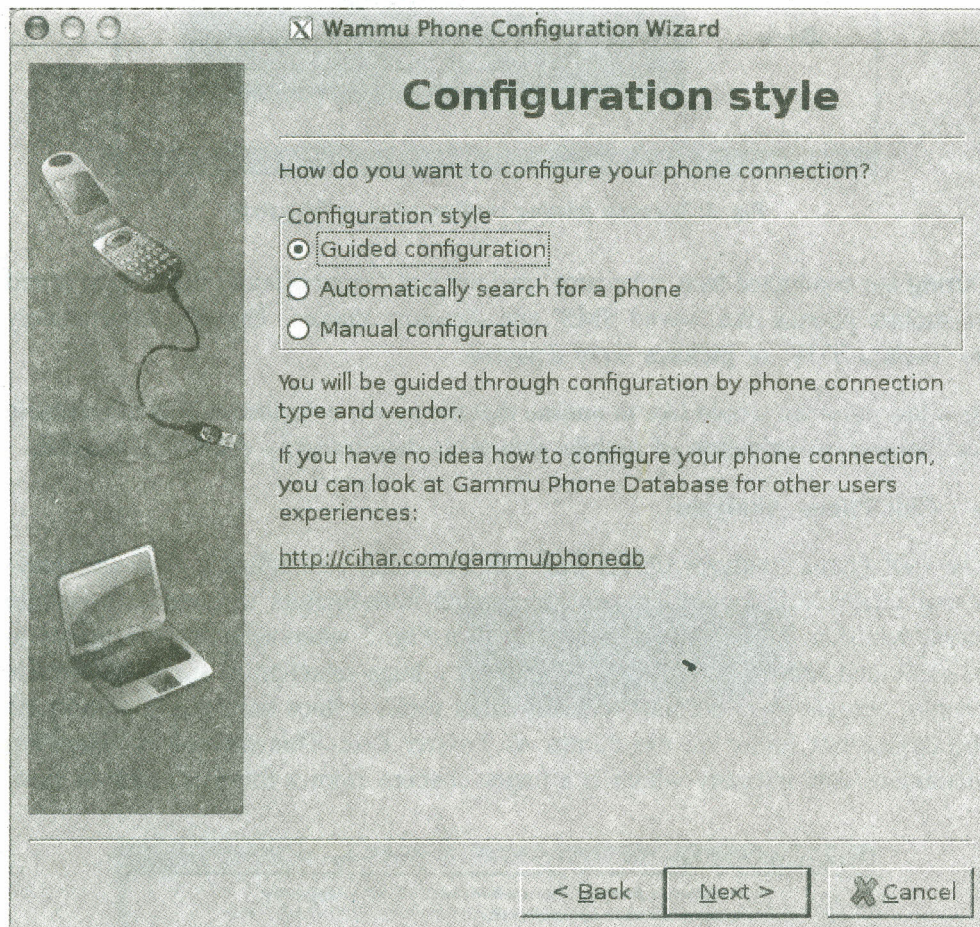 Wammu Phone Configuration Wizard
Configuration style
How do you want to configure your phone connection?
Configuration style
Guided configuration
Automatically search for a phone
Manual configuration
You will be guided through configuration by phone connection
type and vendor.
If you have no idea how to configure your phone connection,
you can look at Gammu Phone Database for other users
experiences:
http://cihar.com/gammu/phonedb
< Back
Next >
Cancel